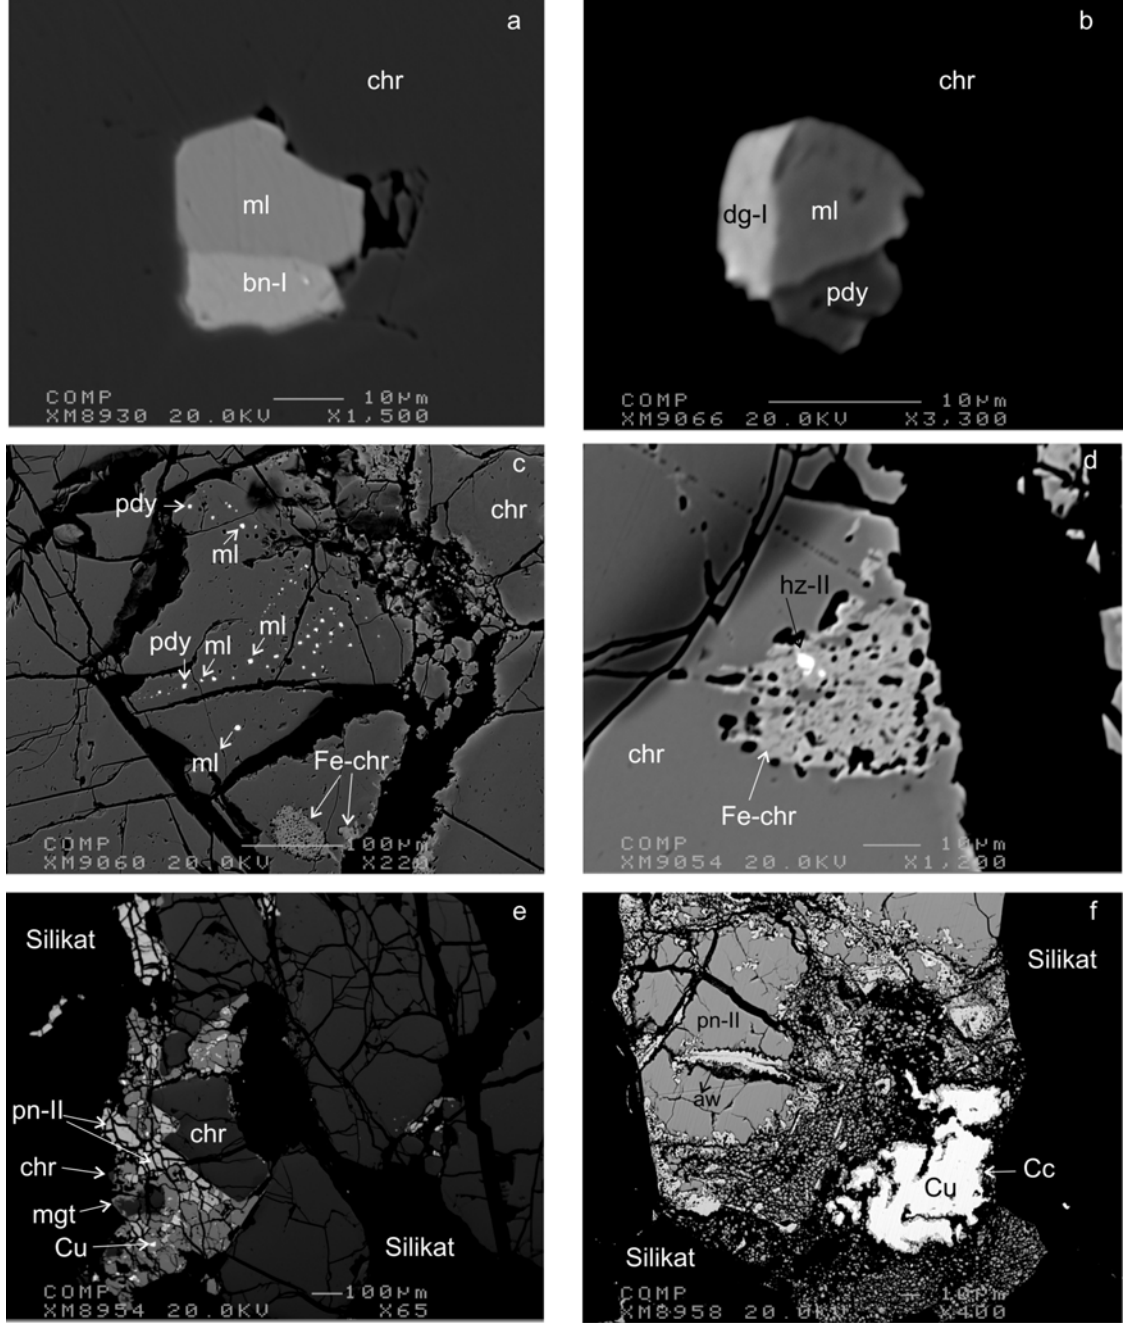 a
chr
ml
bn-I
COMP 10μm
XM8930 20.0KV X1,500
b
chr
dg-I
ml
pdy
COMP 10μm
XM9066 20.0KV X3,300
c
pdy
chr
ml
pdy
ml
ml
ml
Fe-chr
COMP 100μm
XM9060 20.0KV X220
d
hz-II
chr
Fe-chr
COMP 10μm
XM9054 20.0KV X1,200
e
Silikat
pn-II
chr
chr
mgt
Cu
Silikat
COMP 100μm
XM8954 20.0KV X65
f
Silikat
pn-II
aw
Cc
Cu
Silikat
COMP 10μm
XM8958 20.0KV X400